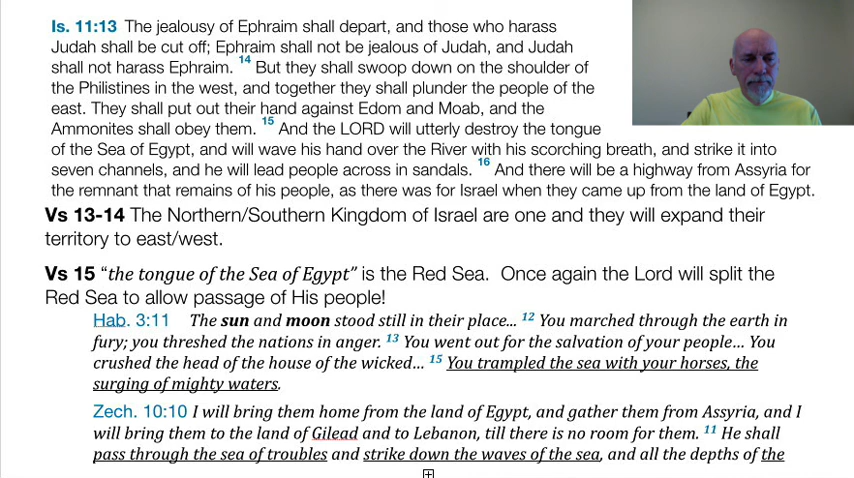 Is. 11:13 The jealousy of Ephraim shall depart, and those who harass
Judah shall be cut off; Ephraim shall not be jealous of Judah, and Judah
shall not harass Ephraim. 14 But they shall swoop down on the shoulder of
the Philistines in the west, and together they shall plunder the people of the
east. They shall put out their hand against Edom and Moab, and the
Ammonites shall obey them. 15 And the LORD will utterly destroy the tongue
of the Sea of Egypt, and will wave his hand over the River with his scorching breath, and strike it into
seven channels, and he will lead people across in sandals. 16 And there will be a highway from Assyria for
the remnant that remains of his people, as there was for Israel when they came up from the land of Egypt.
Vs 13-14 The Northern/Southern Kingdom of Israel are one and they will expand their
territory to east/west.
Vs 15 “the tongue of the Sea of Egypt” is the Red Sea. Once again the Lord will split the
Red Sea to allow passage of His people!
Hab. 3:11 The sun and moon stood still in their place... 12 You marched through the earth in
fury; you threshed the nations in anger. 13 You went out for the salvation of your people... You
crushed the head of the house of the wicked... 15 You trampled the sea with your horses, the
surging of mighty waters.
Zech. 10:10 I will bring them home from the land of Egypt, and gather them from Assyria, and I
will bring them to the land of Gilead and to Lebanon, till there is no room for them. 11 He shall
pass through the sea of troubles and strike down the waves of the sea, and all the depths of the